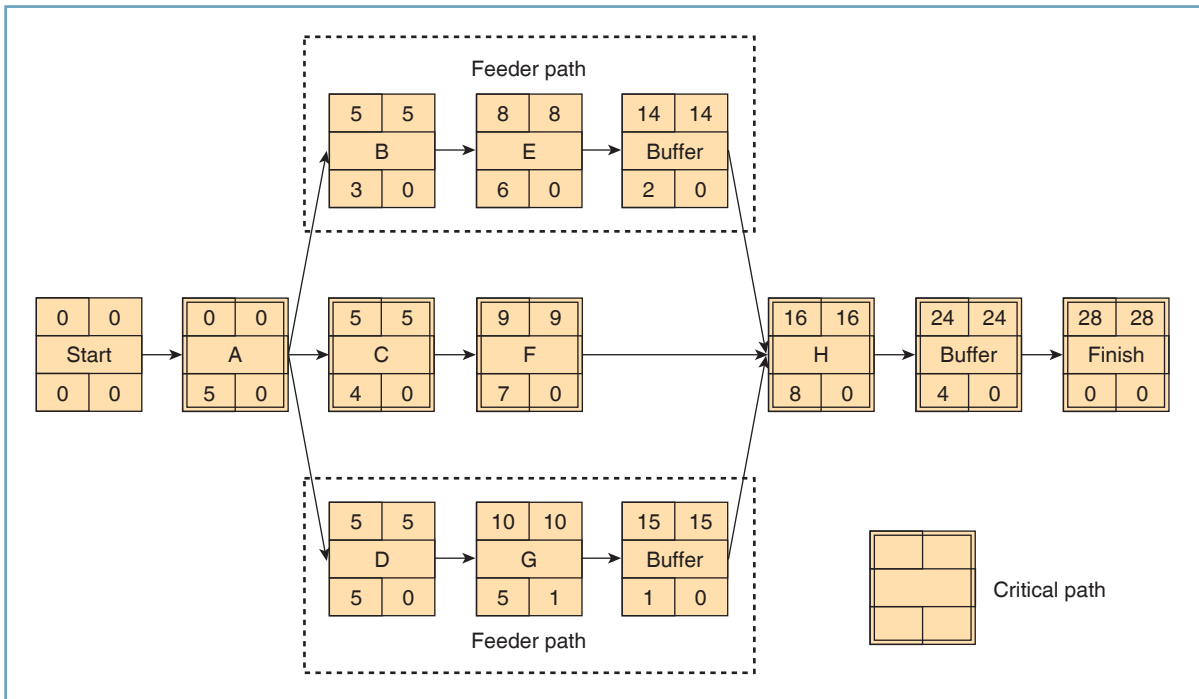 Feeder path
5 5 8 8 14 14
B E Buffer
3 0 6 0 2 0
0 0 0 0 5 5 9 9 16 16 24 24 28 28
Start A C F H Buffer Finish
0 0 5 0 4 0 7 0 8 0 4 0 0 0
5 5 10 10 15 15
D G Buffer
5 0 5 1 1 0
Feeder path
Critical path